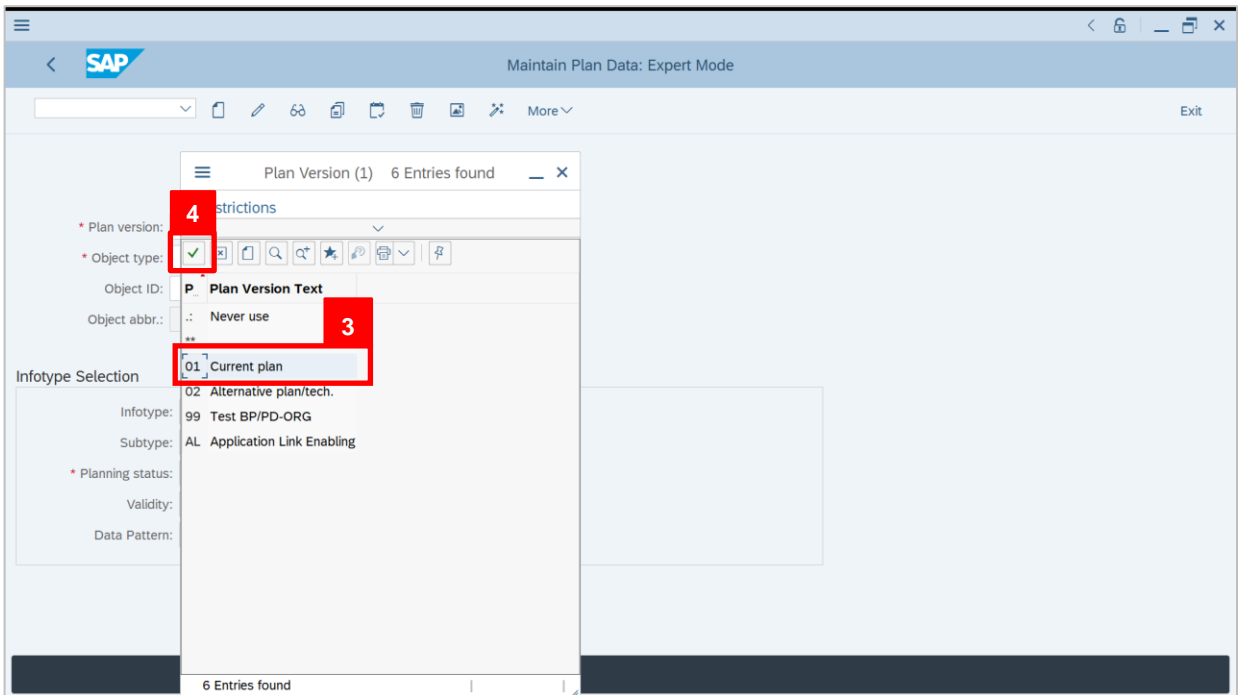 SAP
Maintain Plan Data: Expert Mode
More
Exit
Plan Version (1) 6 Entries found
4
strictions
* Plan version:
* Object type:
Object ID:
P.. Plan Version Text
Object abbr.:
.: Never use
3
**
01 Current plan
Infotype Selection
02 Alternative plan/tech.
Infotype:
99 Test BP/PD-ORG
Subtype:
AL Application Link Enabling
* Planning status:
Validity:
Data Pattern:
6 Entries found